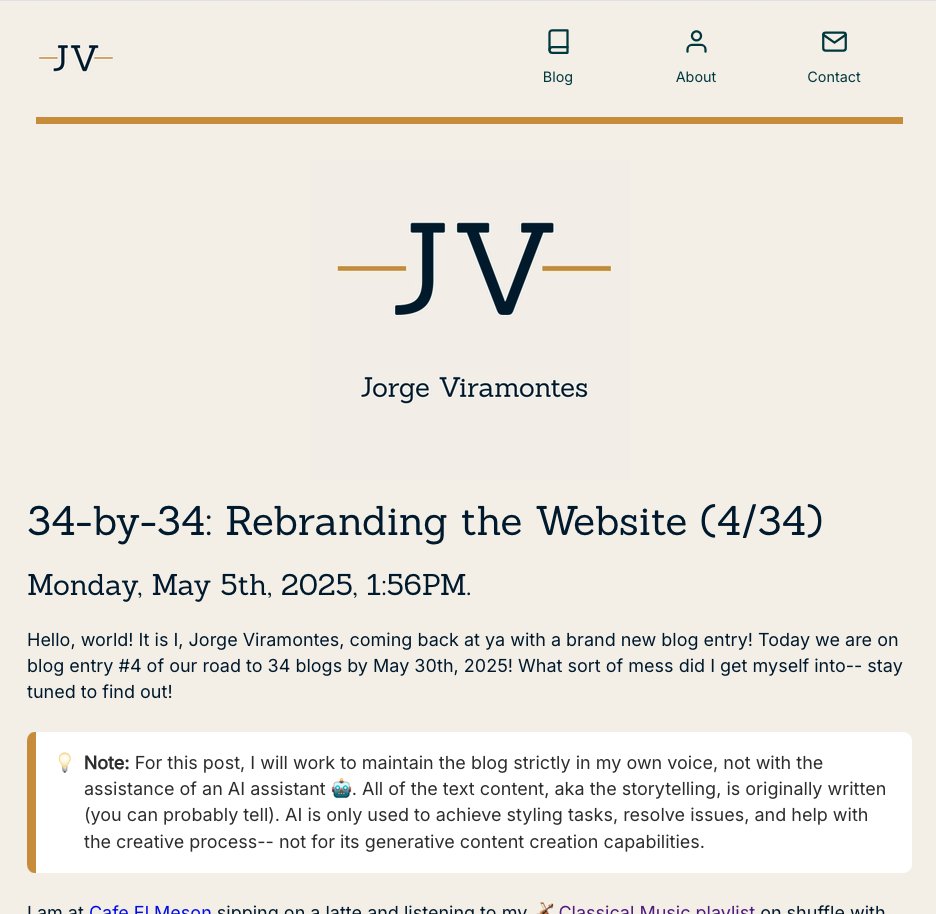 JV
Blog
About
Contact
JV
Jorge Viramontes
34-by-34: Rebranding the Website (4/34)
Monday, May 5th, 2025, 1:56PM.
Hello, world! It is I, Jorge Viramontes, coming back at ya with a brand new blog entry! Today we are on
blog entry #4 of our road to 34 blogs by May 30th, 2025! What sort of mess did I get myself into-- stay
tuned to find out!
💡 Note: For this post, I will work to maintain the blog strictly in my own voice, not with the
assistance of an AI assistant 🤖. All of the text content, aka the storytelling, is originally written
(you can probably tell). AI is only used to achieve styling tasks, resolve issues, and help with
the creative process-- not for its generative content creation capabilities.
I am at Cafe El Meson sipping on a latte and listening to my 🎻 Classical Music playlist on shuffle with